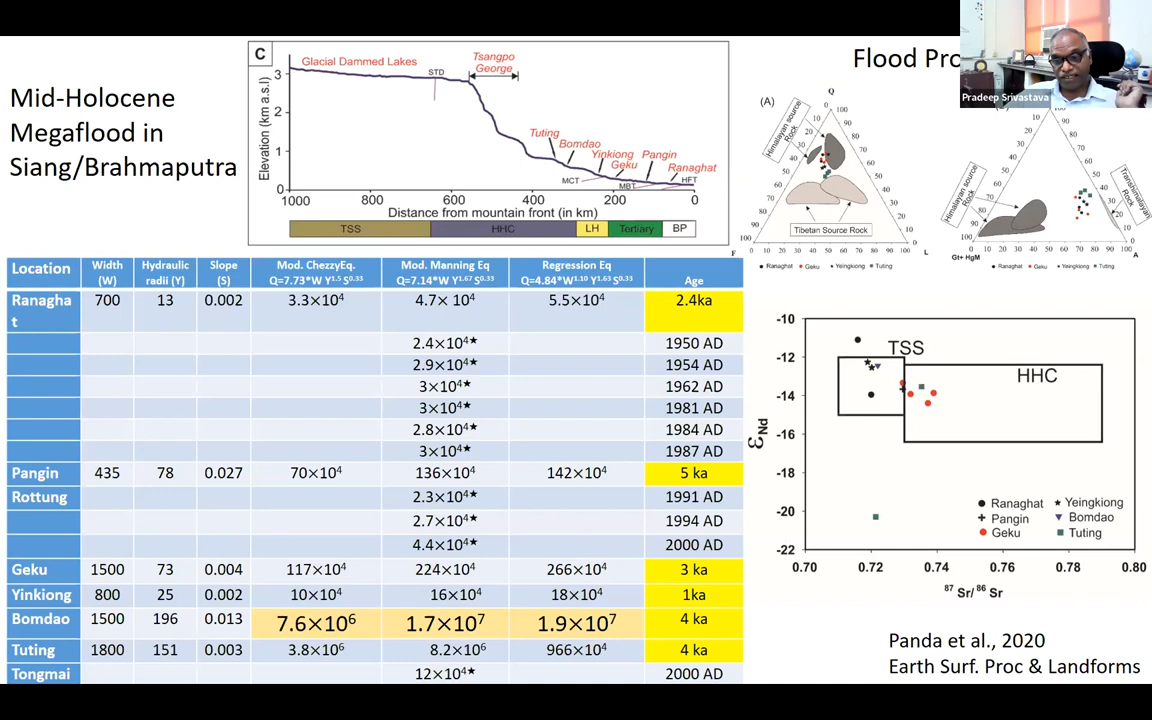 Mid-Holocene
Megaflood in
Siang/Brahmaputra
C
Glacial Dammed Lakes
STD
Tsangpo
George
Tuting
Bomdao
Yinkiong
Geku
Pangin
Ranaghat
MCT
MBT
HFT
Elevation (km a.s.l)
3
2
1
0
1000 800 600 400 200 0
Distance from mountain front (in km)
TSS HHC LH Tertiary BP
Flood Pro
Pradeep Srivastava
(A)
Q
Himalayan source Rock
Tibetan Source Rock
F
L
Ranaghat Geku Yeingkiong Tuting
Himalayan source Rock
Transhimalayan Rock
Gt+ HgM
A
Ranaghat Geku Yeingkiong Tuting
Location Width (W) Hydraulic radii (Y) Slope (S) Mod. ChezzyEq. Q=7.73*W Y1.5 S0.33 Mod. Manning Eq Q=7.14*W Y1.67 S0.33 Regression Eq Q=4.84*W1.10 Y1.63 S0.33 Age
Ranaghat 700 13 0.002 3.3×10⁴ 4.7× 10⁴ 5.5×10⁴ 2.4ka
2.4×10⁴★ 1950 AD
2.9×10⁴★ 1954 AD
3×10⁴★ 1962 AD
3×10⁴★ 1981 AD
2.8×10⁴★ 1984 AD
3×10⁴★ 1987 AD
Pangin 435 78 0.027 70×10⁴ 136×10⁴ 142×10⁴ 5 ka
Rottung 2.3×10⁴★ 1991 AD
2.7×10⁴★ 1994 AD
4.4×10⁴★ 2000 AD
Geku 1500 73 0.004 117×10⁴ 224×10⁴ 266×10⁴ 3 ka
Yinkiong 800 25 0.002 10×10⁴ 16×10⁴ 18×10⁴ 1ka
Bomdao 1500 196 0.013 7.6×10⁶ 1.7×10⁷ 1.9×10⁷ 4 ka
Tuting 1800 151 0.003 3.8×10⁶ 8.2×10⁶ 966×10⁴ 4 ka
Tongmai 12×10⁴★ 2000 AD
-10
-12
-14
-16
-18
-20
-22
εNd
TSS
HHC
Ranaghat Yeingkiong
Pangin Bomdao
Geku Tuting
0.70 0.72 0.74 0.76 0.78 0.80
⁸⁷Sr/⁸⁶Sr
Panda et al., 2020
Earth Surf. Proc & Landforms